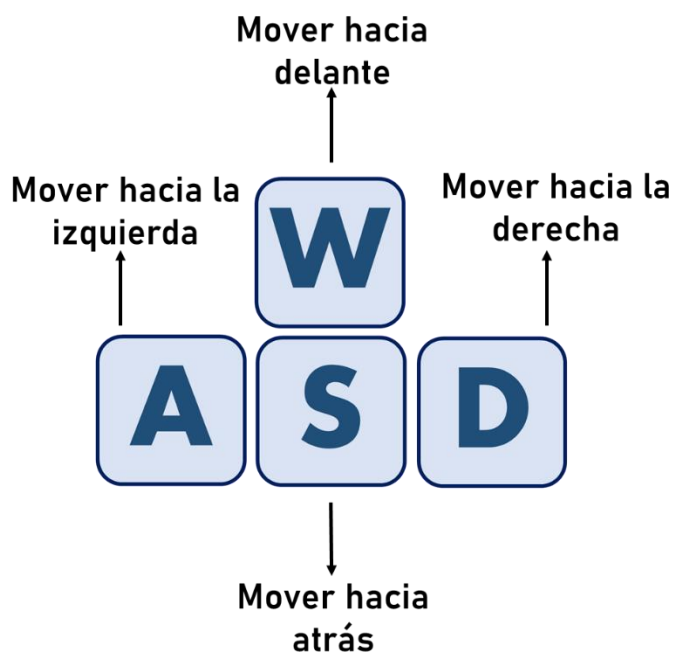 Mover hacia
delante
Mover hacia la
izquierda
Mover hacia la
derecha
W
A S D
Mover hacia
atrás